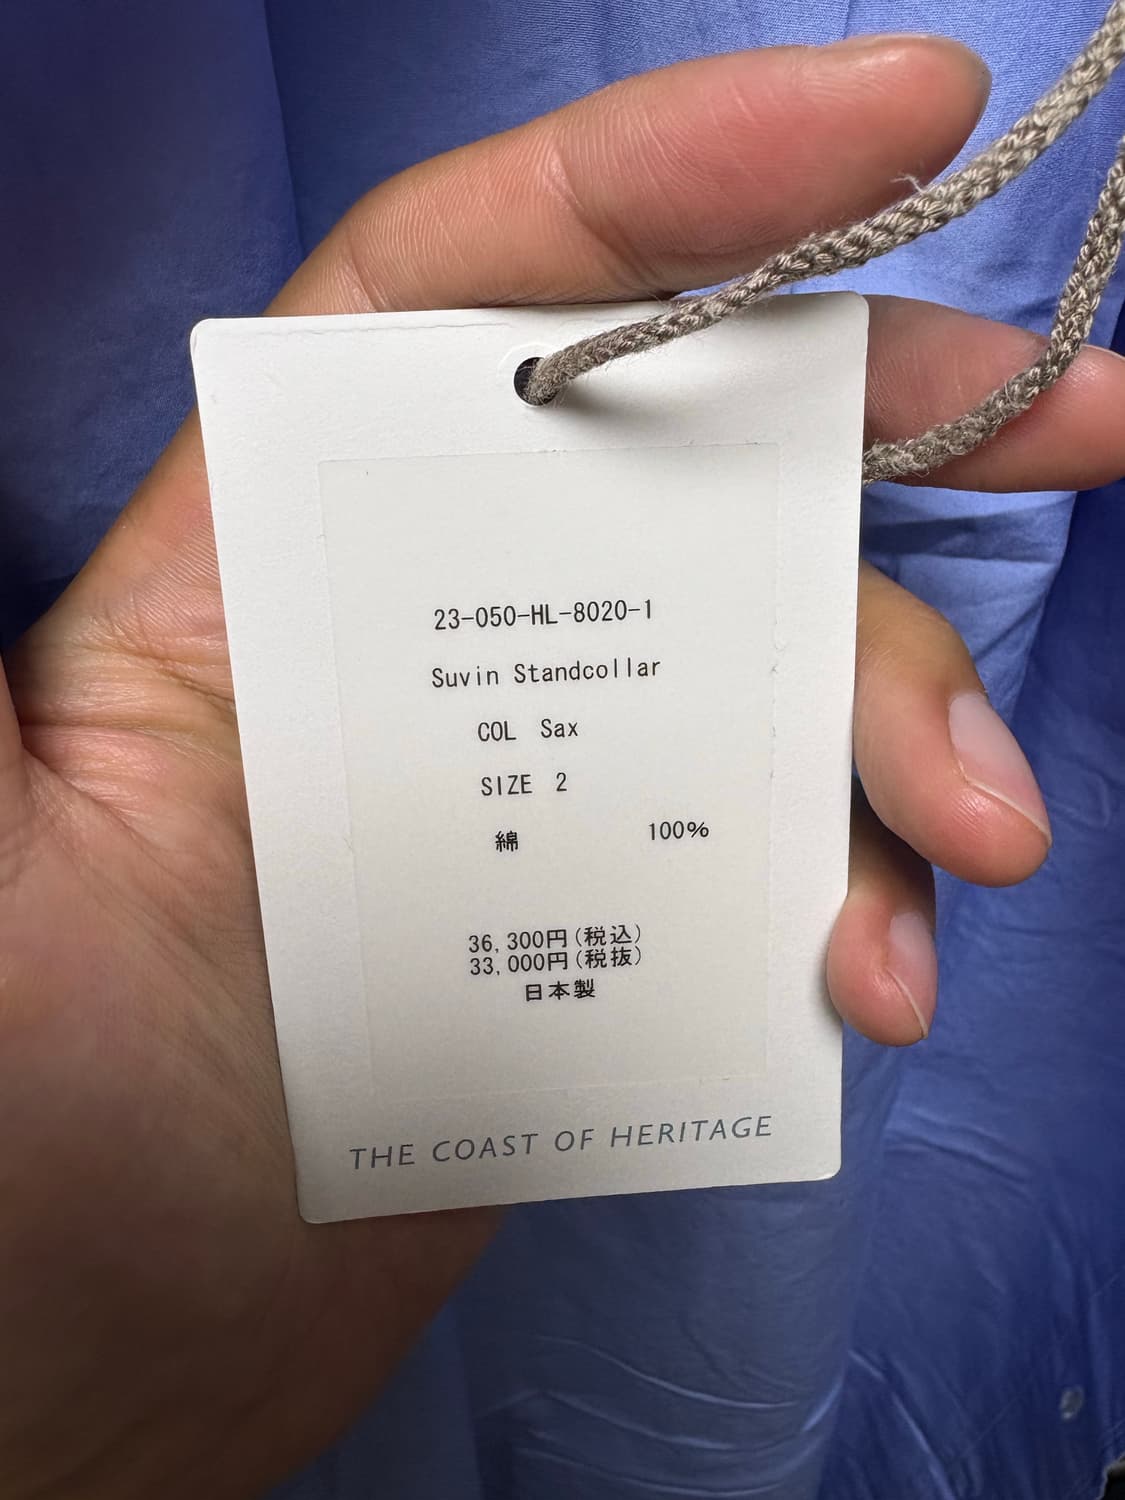 23-050-HL-8020-1
Suvin Standcollar
COL Sax
SIZE 2
綿 100%
36,300円(税込)
33,000円(税抜)
日本製
THE COAST OF HERITAGE